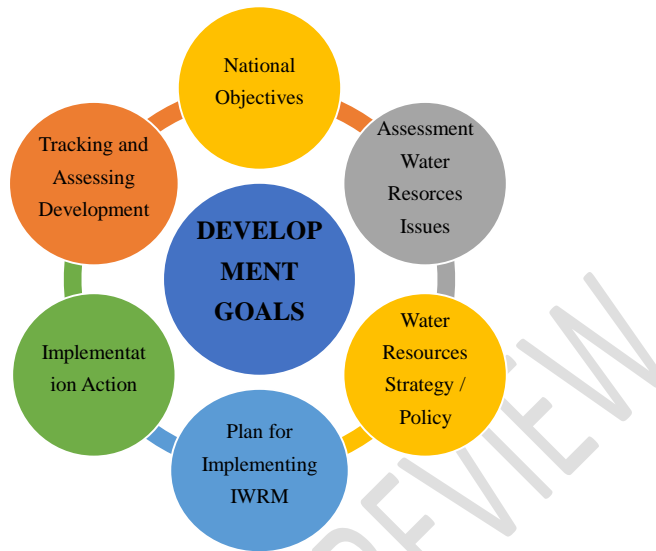 National
Objectives
Assessment
Water
Resorces
Issues
Water
Resources
Strategy /
Policy
Plan for
Implementing
IWRM
Implementat
ion Action
Tracking and
Assessing
Development
DEVELOP
MENT
GOALS
REVIEW